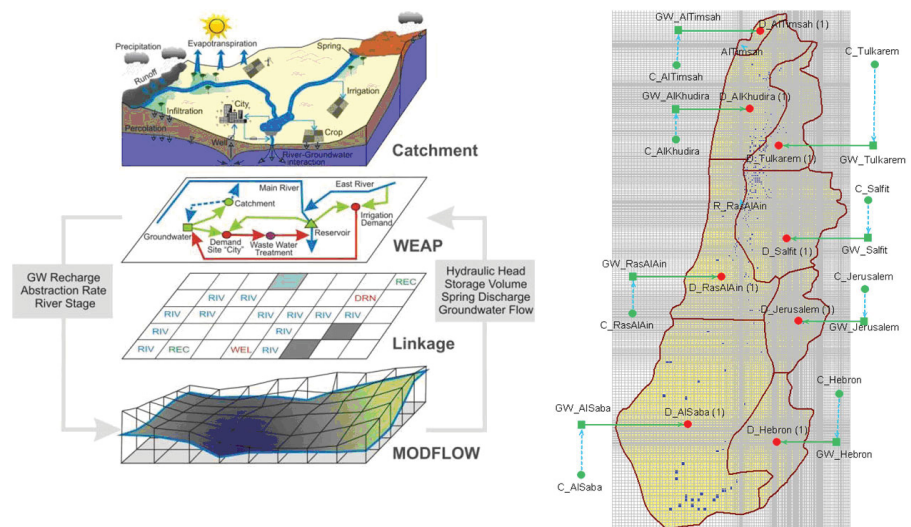 Precipitation
Evapotranspiration
Spring
Runoff
Irrigation
City
Infiltration
Crop
Percolation
Well
River-Groundwater
interaction
Catchment
Main River
East River
Catchment
Irrigation
Demand
Groundwater
Demand
Site "City"
Waste Water
Treatment
Reservoir
WEAP
GW Recharge
Abstraction Rate
River Stage
Hydraulic Head
Storage Volume
Spring Discharge
Groundwater Flow
REC
RIV RIV DRN
RIV RIV RIV RIV RIV
RIV RIV
RIV REC WEL RIV
Linkage
MODFLOW
GW_AlTimsah
D_AlTimsah (1)
AlTimsah
C_Tulkarem
C_AlTimsah
GW_AlKhudira
D_AlKhudira (1)
C_AlKhudira
D_Tulkarem (1)
GW_Tulkarem
C_Salfit
R_RasAlAin
D_Salfit (1)
GW_Salfit
GW_RasAlAin
D_RasAlAin (1)
C_Jerusalem
C_RasAlAin
D_Jerusalem (1)
GW_Jerusalem
C_Hebron
GW_AlSaba
D_AlSaba (1)
D_Hebron (1)
GW_Hebron
C_AlSaba